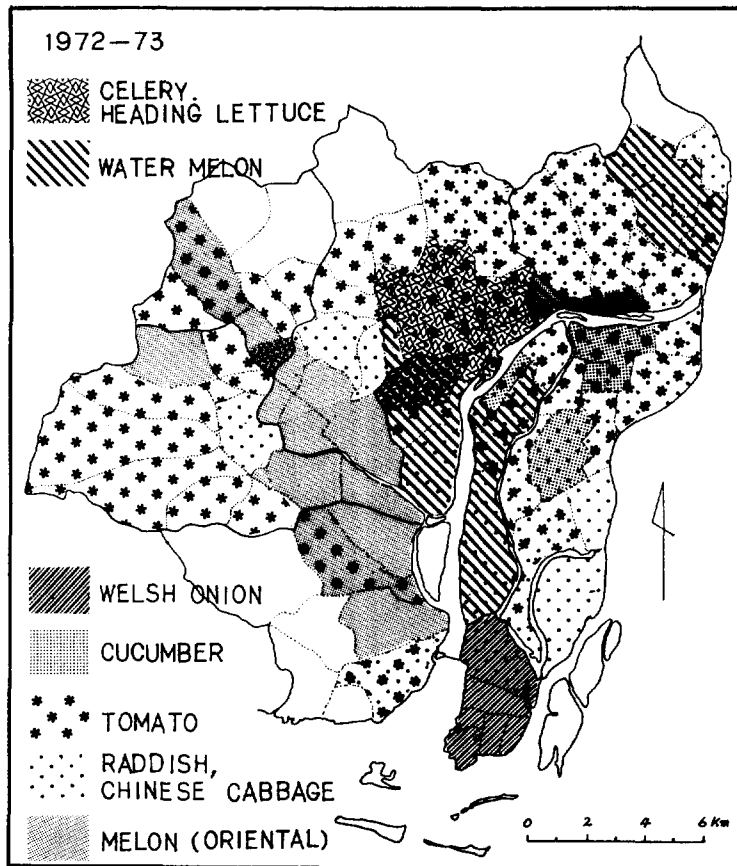 1972-73
CELERY.
HEADING LETTUCE
WATER MELON
WELSH ONION
CUCUMBER
TOMATO
RADDISH,
CHINESE CABBAGE
MELON (ORIENTAL)
0 2 4 6 Km